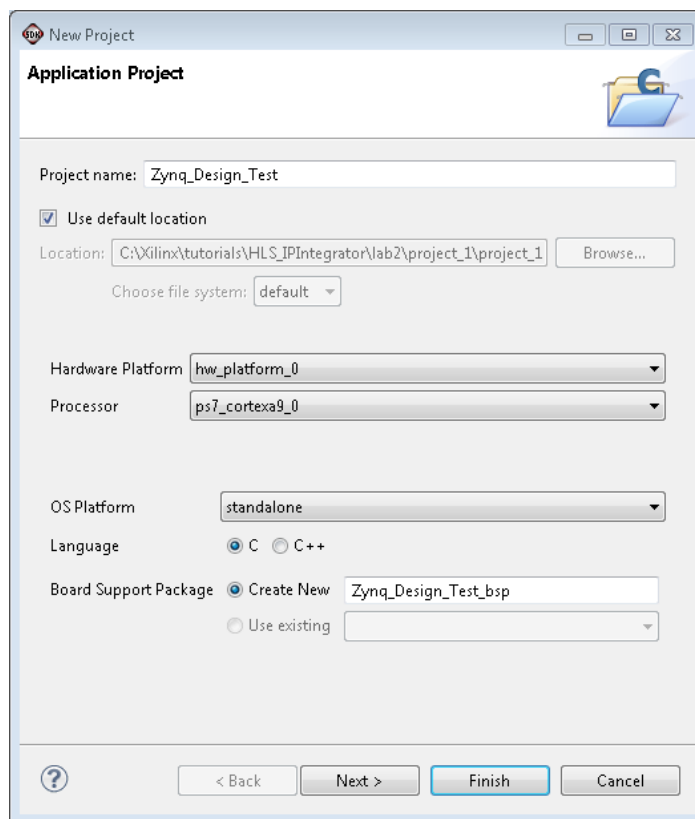 SDK New Project
Application Project
C
Project name: Zynq_Design_Test
Use default location
Location: C:\Xilinx\tutorials\HLS_IPIntegrator\lab2\project_1\project_1 Browse...
Choose file system: default
Hardware Platform hw_platform_0
Processor ps7_cortexa9_0
OS Platform standalone
Language C C++
Board Support Package Create New Zynq_Design_Test_bsp
Use existing
? < Back Next > Finish Cancel